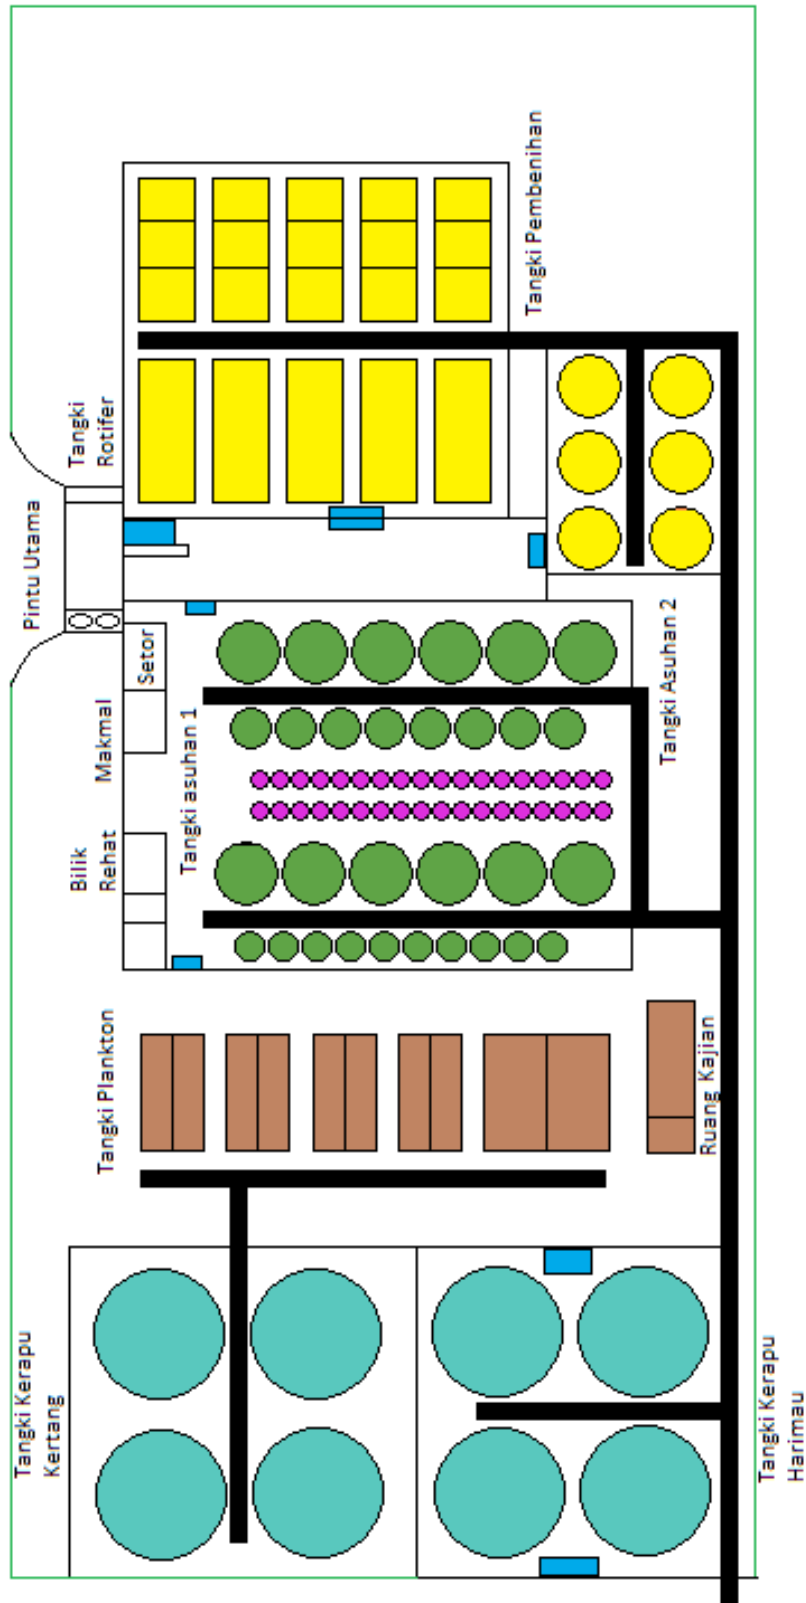 Tangki Kerapu
Kertang
Tangki Plankton
Bilik
Rehat
Makmal
Pintu Utama
Tangki
Rotifer
Setor
Tangki asuhan 1
Tangki Pembenihan
Tangki Asuhan 2
Ruang Kajian
Tangki Kerapu
Harimau